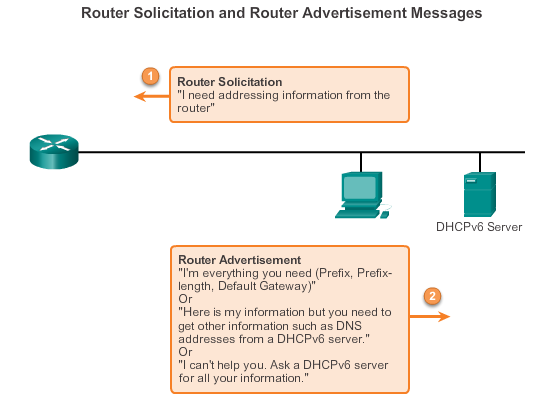 Router Solicitation and Router Advertisement Messages
1
Router Solicitation
"I need addressing information from the
router"
DHCPv6 Server
Router Advertisement
"I'm everything you need (Prefix, Prefix-
length, Default Gateway)"
Or
"Here is my information but you need to
get other information such as DNS
addresses from a DHCPv6 server."
Or
"I can't help you. Ask a DHCPv6 server
for all your information."
2